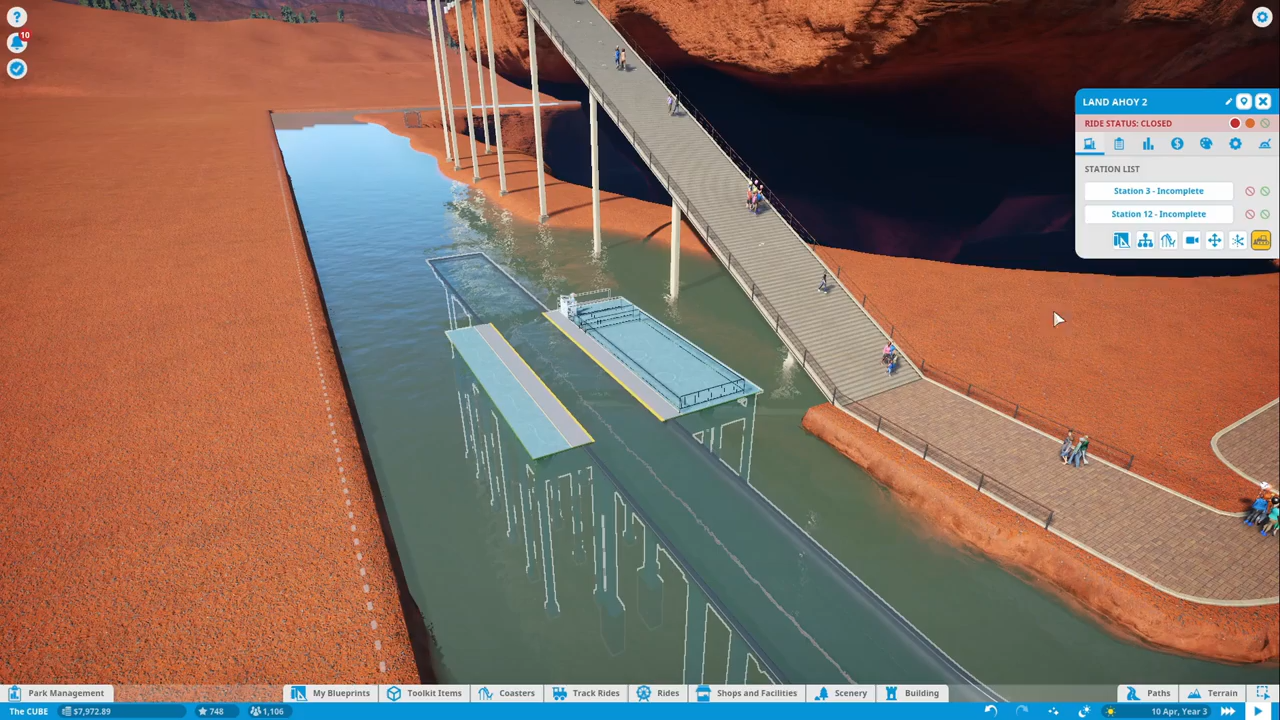 10
LAND AHOY 2
RIDE STATUS: CLOSED
STATION LIST
Station 3 - Incomplete
Station 12 - Incomplete
Park Management
My Blueprints
Toolkit Items
Coasters
Track Rides
Rides
Shops and Facilities
Scenery
Building
Paths
Terrain
The CUBE
$7,972.89
748
1,106
10 Apr, Year 3